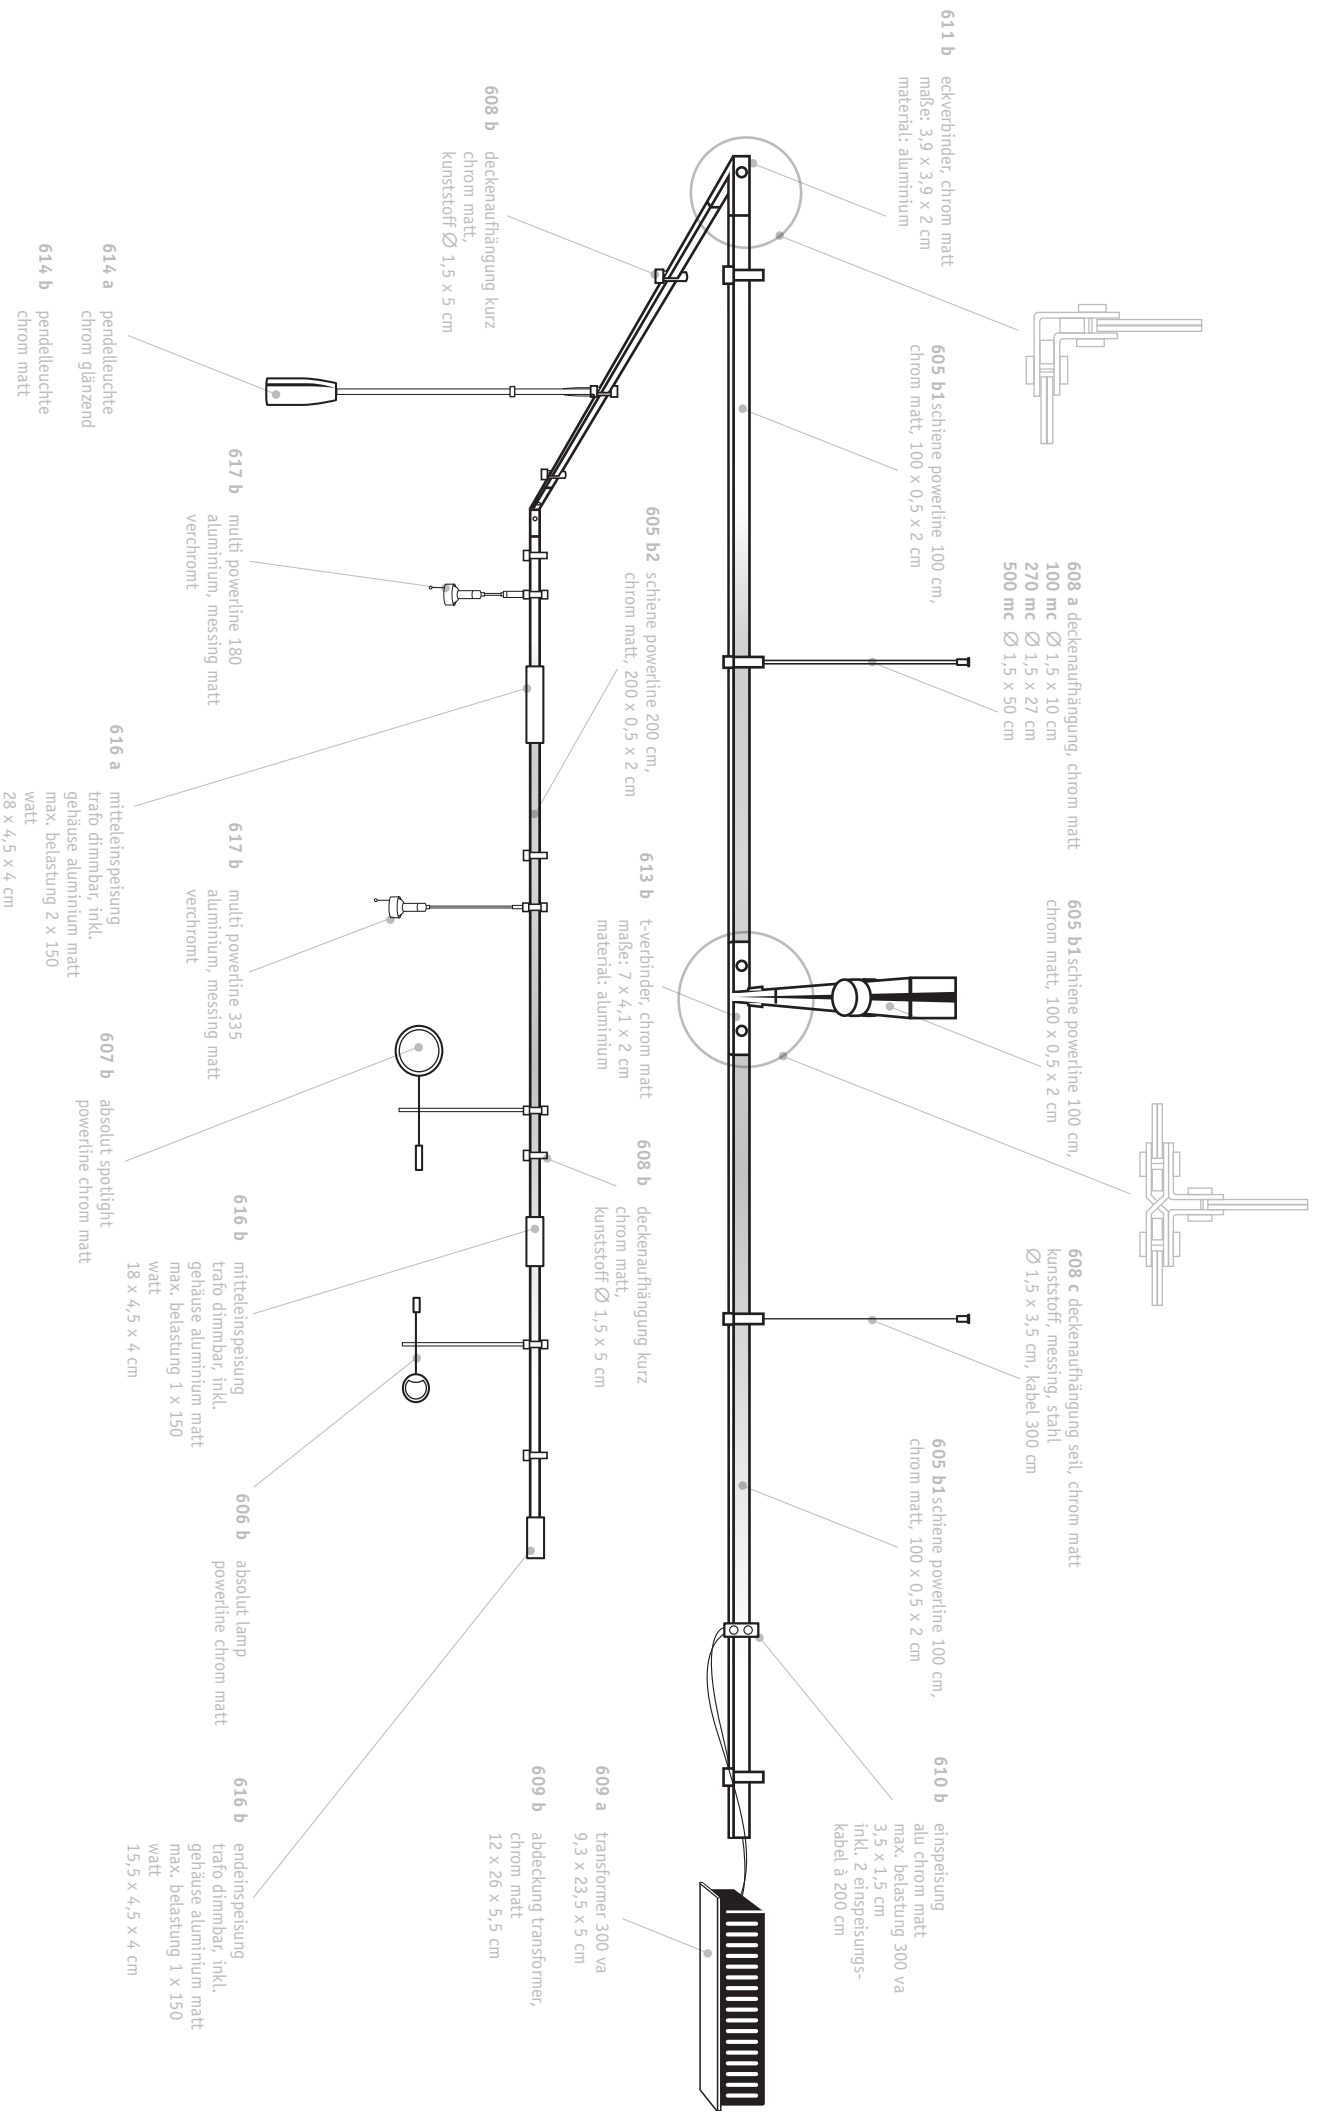 611 b eckverbinder, chrom matt
maße: 3,9 x 3,9 x 2 cm
material: aluminium
605 b1 schiene powerline 100 cm,
chrom matt, 100 x 0,5 x 2 cm
608 a deckenaufhängung, chrom matt
100 mc Ø 1,5 x 10 cm
270 mc Ø 1,5 x 27 cm
500 mc Ø 1,5 x 50 cm
605 b1 schiene powerline 100 cm,
chrom matt, 100 x 0,5 x 2 cm
608 c deckenaufhängung seil, chrom matt
kunststoff, messing, stahl
Ø 1,5 x 3,5 cm, kabel 300 cm
605 b1 schiene powerline 100 cm,
chrom matt, 100 x 0,5 x 2 cm
610 b einspeisung
alu chrom matt
max. belastung 300 va
3,5 x 1,5 cm
inkl. 2 einspeisungs-
kabel à 200 cm
608 b deckenaufhängung kurz
chrom matt,
kunststoff Ø 1,5 x 5 cm
605 b2 schiene powerline 200 cm,
chrom matt, 200 x 0,5 x 2 cm
613 b t-verbinder, chrom matt
maße: 7 x 4,1 x 2 cm
material: aluminium
608 b deckenaufhängung kurz
chrom matt,
kunststoff Ø 1,5 x 5 cm
609 a transformer 300 va
9,3 x 23,5 x 5 cm
609 b abdeckung transformer,
chrom matt
12 x 26 x 5,5 cm
614 a pendelleuchte
chrom glänzend
614 b pendelleuchte
chrom matt
617 b multi powerline 180
aluminium, messing matt
verchromt
616 a mitteleinspeisung
trafo dimmbar, inkl.
gehäuse aluminium matt
max. belastung 2 x 150
watt
28 x 4,5 x 4 cm
617 b multi powerline 335
aluminium, messing matt
verchromt
607 b absolut spotlight
powerline chrom matt
616 b mitteleinspeisung
trafo dimmbar, inkl.
gehäuse aluminium matt
max. belastung 1 x 150
watt
18 x 4,5 x 4 cm
606 b absolut lamp
powerline chrom matt
616 b endeinspeisung
trafo dimmbar, inkl.
gehäuse aluminium matt
max. belastung 1 x 150
watt
15,5 x 4,5 x 4 cm